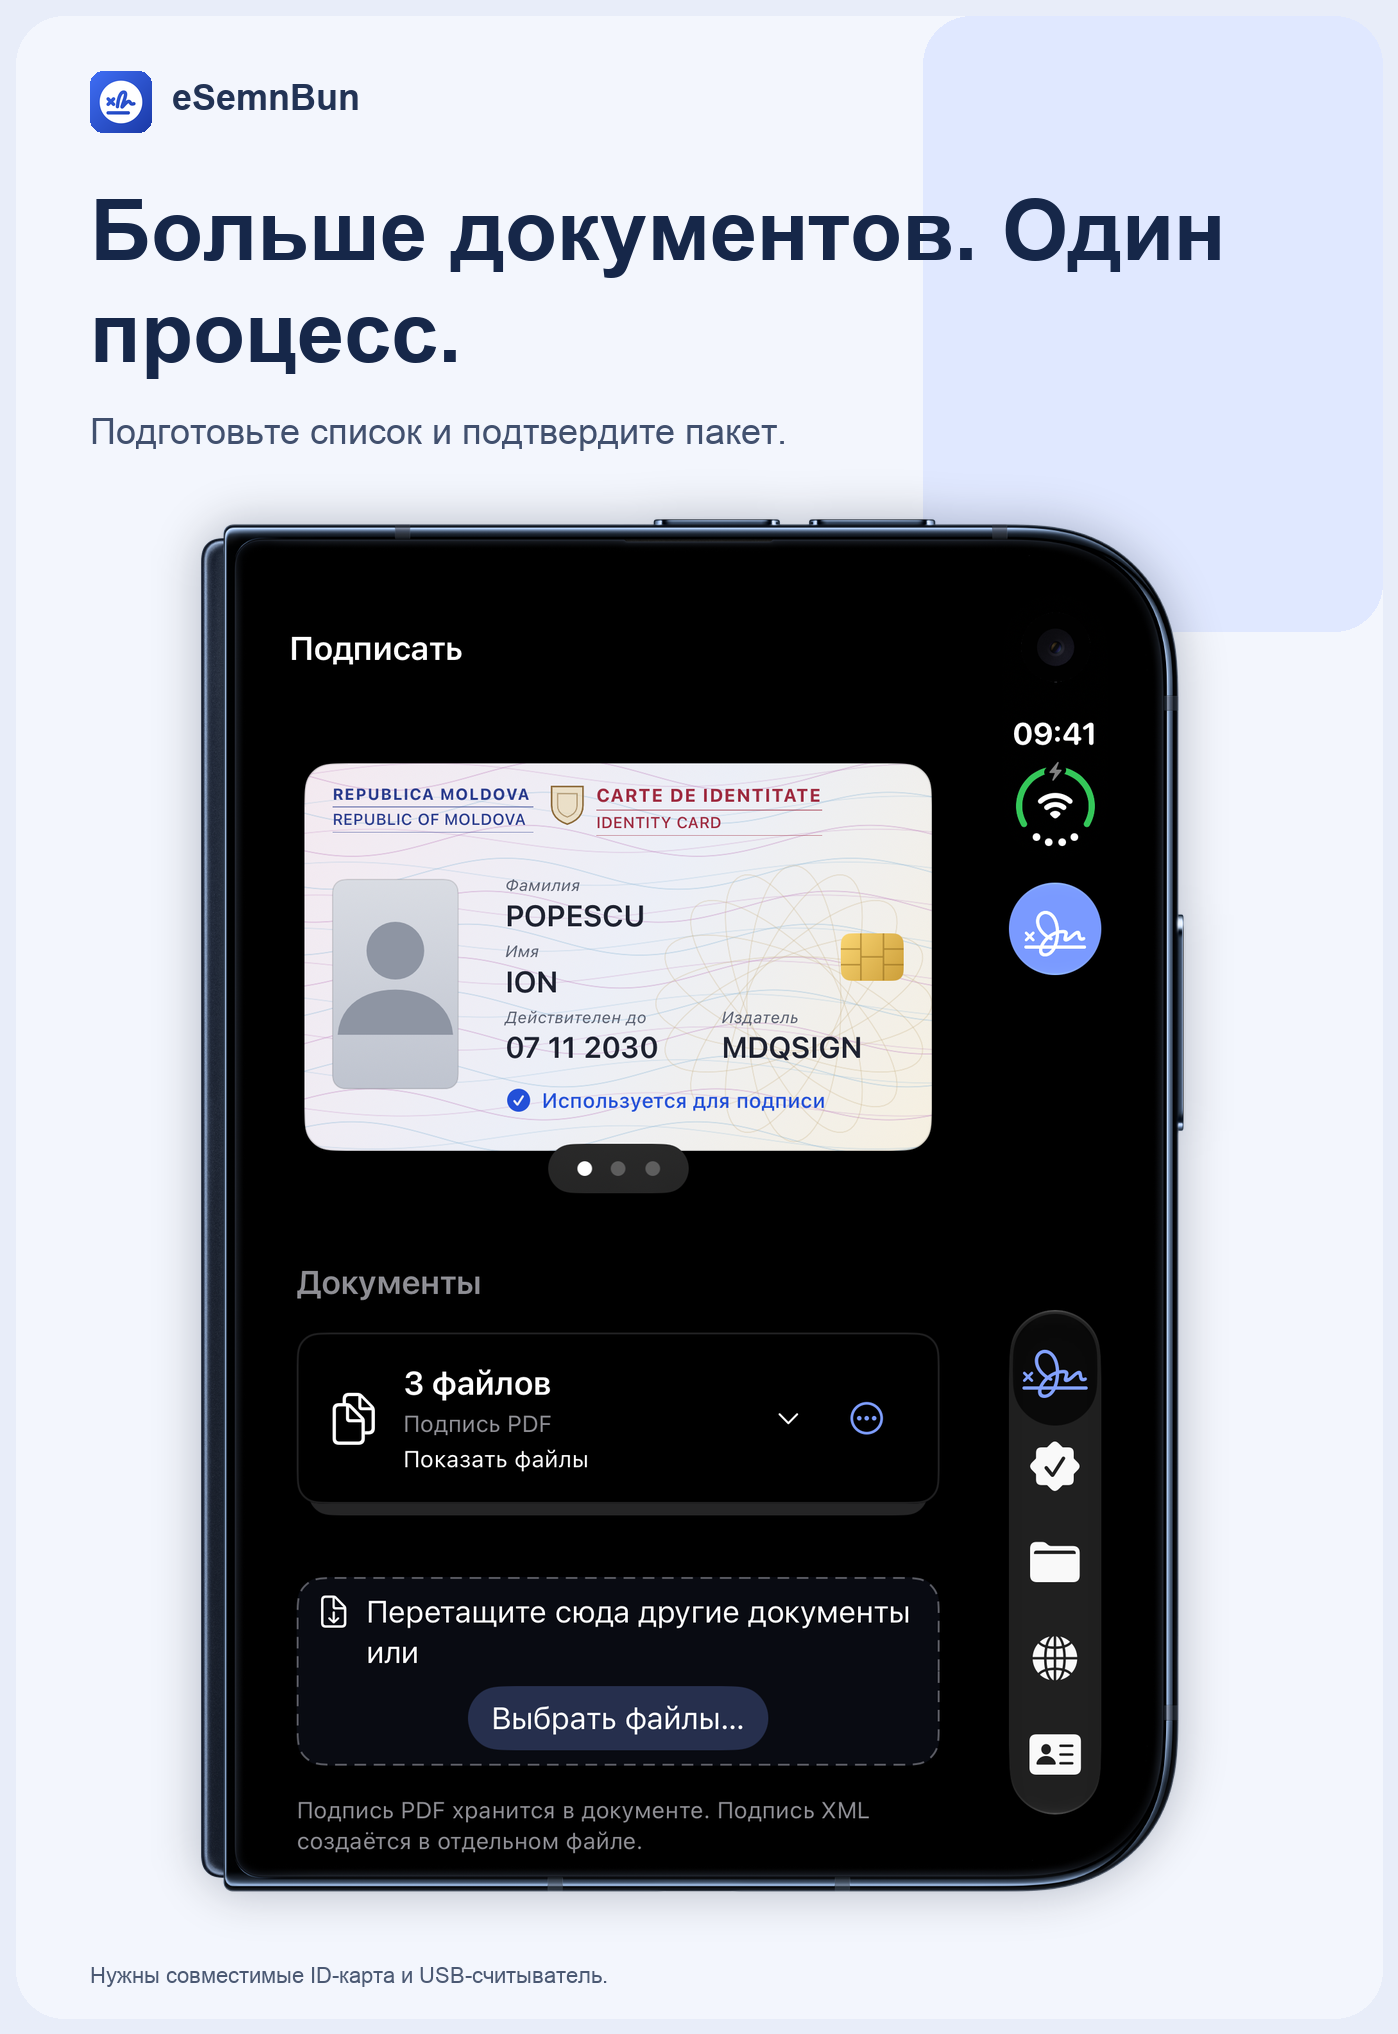 eSemnBun
Больше документов. Один
процесс.
Подготовьте список и подтвердите пакет.
Подписать
09:41
REPUBLICA MOLDOVA
REPUBLIC OF MOLDOVA
CARTE DE IDENTITATE
IDENTITY CARD
Фамилия
POPESCU
Имя
ION
Действителен до
07 11 2030
Издатель
MDQSIGN
Используется для подписи
Документы
3 файлов
Подпись PDF
Показать файлы
Перетащите сюда другие документы
или
Выбрать файлы...
Подпись PDF хранится в документе. Подпись XML
создаётся в отдельном файле.
Нужны совместимые ID-карта и USB-считыватель.